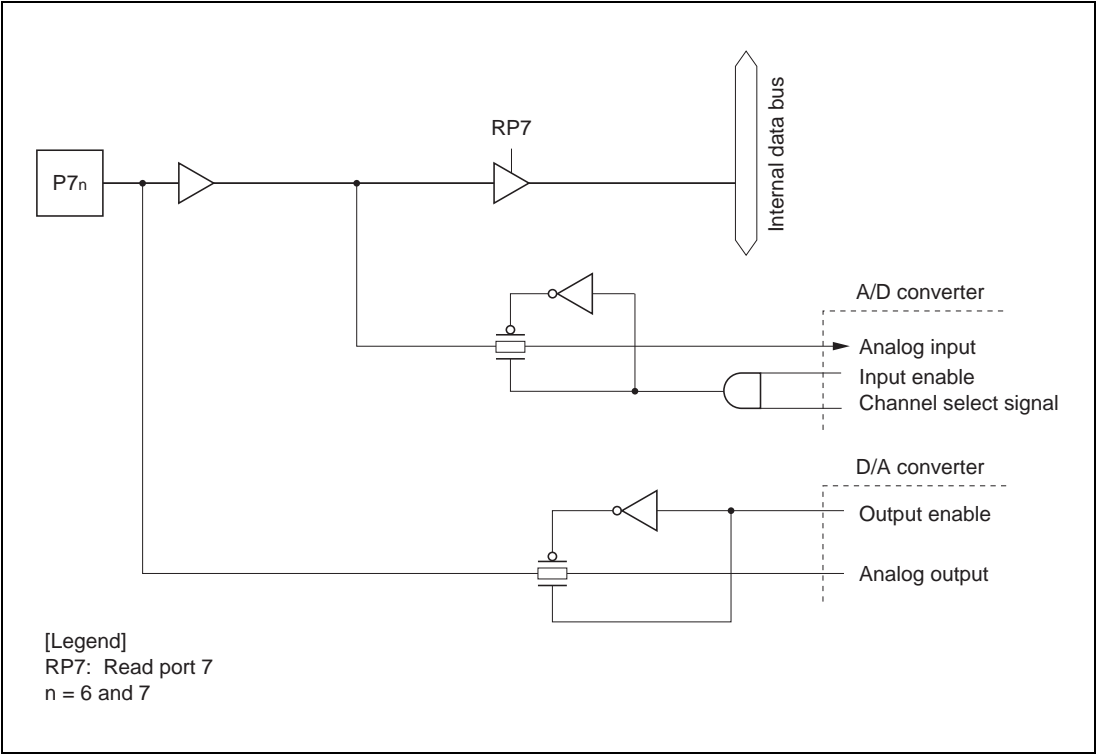 RP7
P7n
Internal data bus
A/D converter
Analog input
Input enable
Channel select signal
D/A converter
Output enable
Analog output
[Legend]
RP7: Read port 7
n = 6 and 7